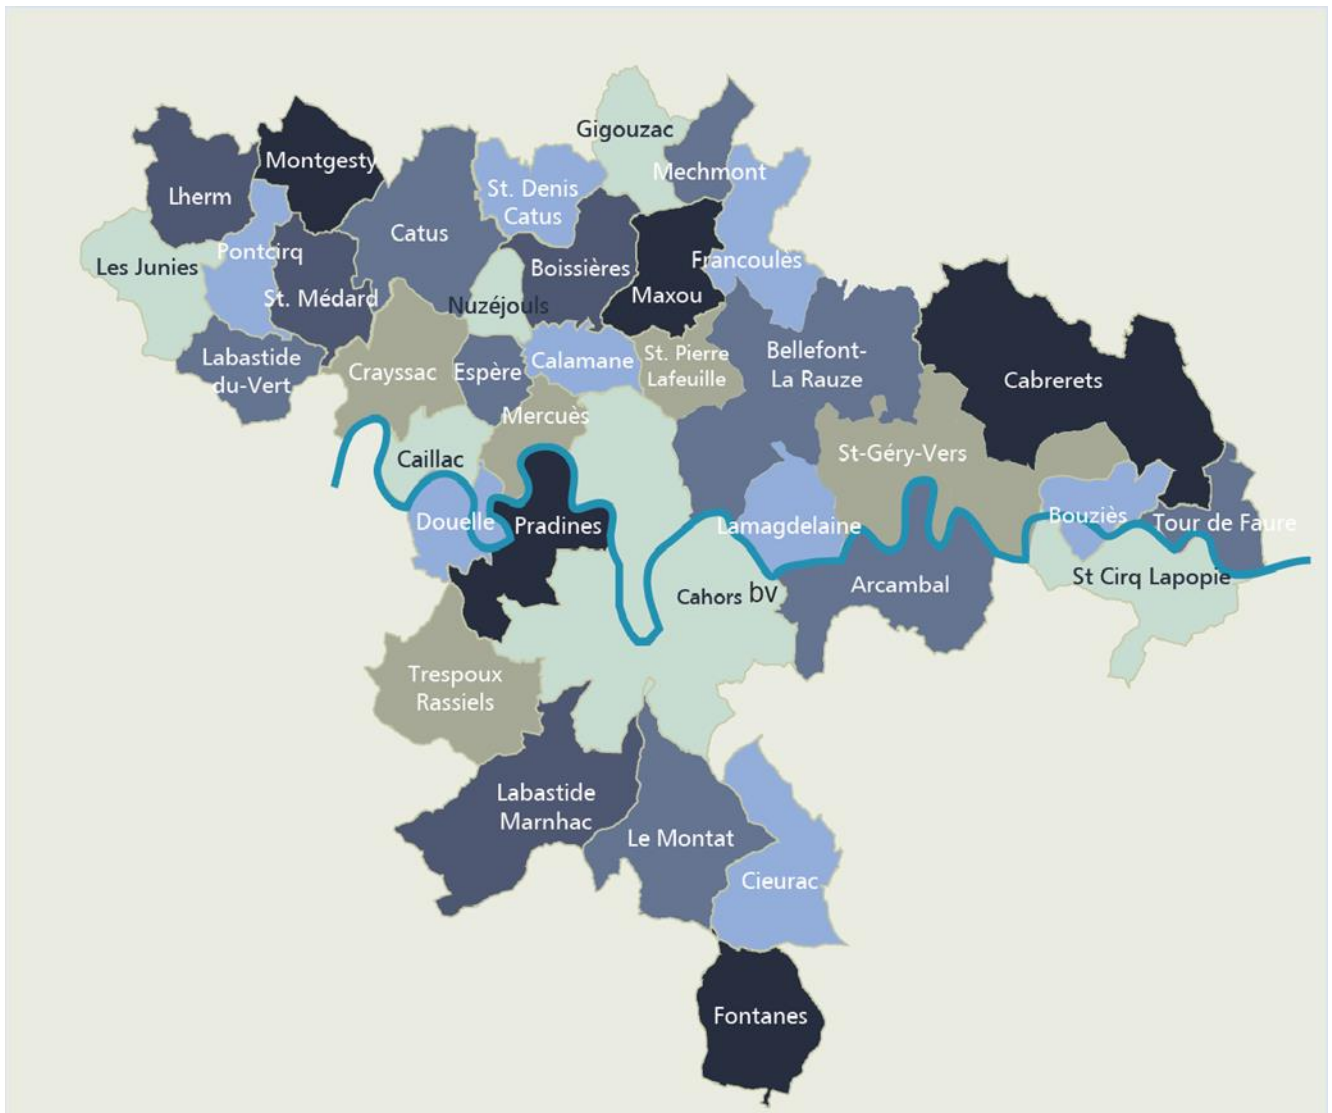 Gigouzac
Montgesty
Mechmont
Lherm
St. Denis
Catus
Catus
Pontcirq
Francoulès
Les Junies
Boissières
St. Médard
Maxou
Nuzéjouls
Labastide
du-Vert
Calamane
St. Pierre
Lafeuille
Bellefont-
La Rauze
Crayssac
Espère
Cabrerets
Mercuès
Caillac
St-Géry-Vers
Douelle
Pradines
Lamagdelaine
Bouziès
Tour de Faure
St Cirq Lapopie
Arcambal
Cahors bv
Trespoux
Rassiels
Labastide
Marnhac
Le Montat
Cieurac
Fontanes